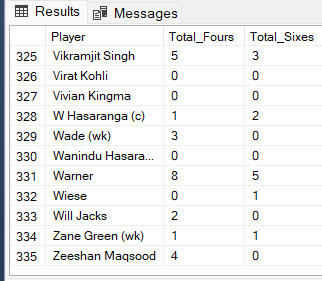 Results Messages
Player Total_Fours Total_Sixes
325 Vikramjit Singh 5 3
326 Virat Kohli 0 0
327 Vivian Kingma 0 0
328 W Hasaranga (c) 1 2
329 Wade (wk) 3 0
330 Wanindu Hasara... 0 0
331 Warner 8 5
332 Wiese 0 1
333 Will Jacks 2 0
334 Zane Green (wk) 1 1
335 Zeeshan Maqsood 4 0